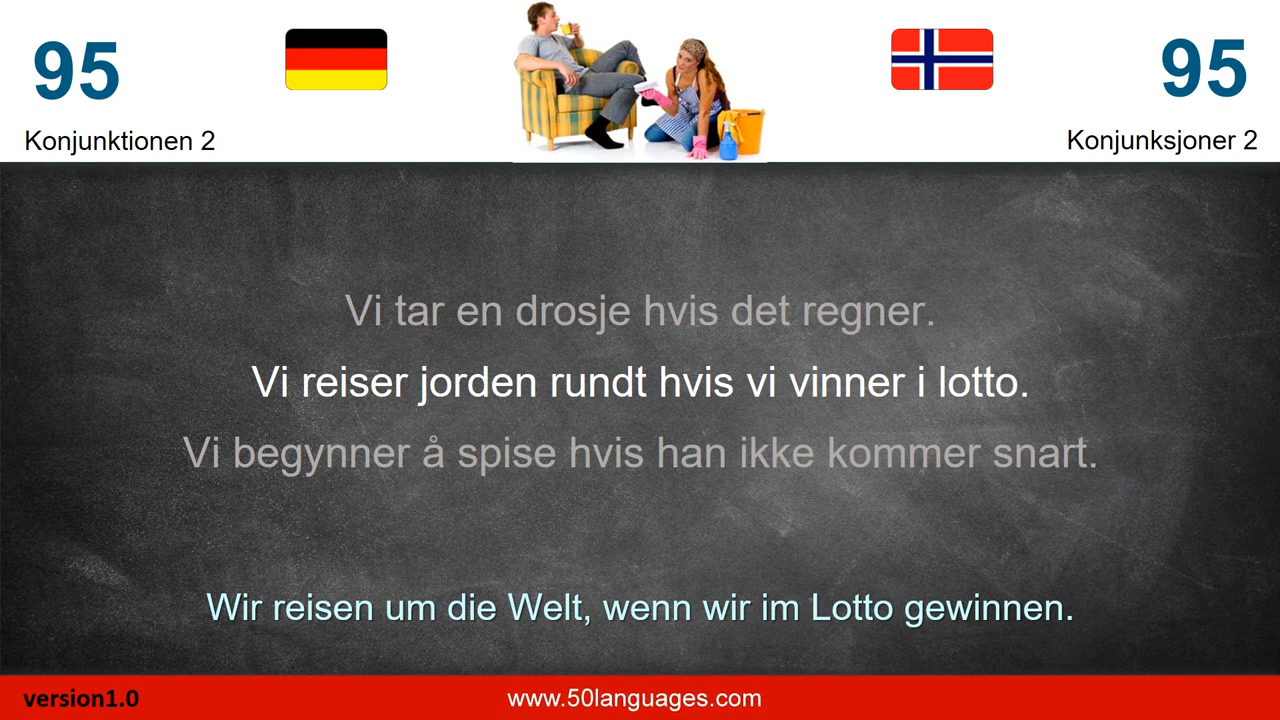 95
95
Konjunktionen 2
Konjunksjoner 2
Vi tar en drosje hvis det regner.
Vi reiser jorden rundt hvis vi vinner i lotto.
Vi begynner å spise hvis han ikke kommer snart.
Wir reisen um die Welt, wenn wir im Lotto gewinnen.
version1.0
www.50languages.com